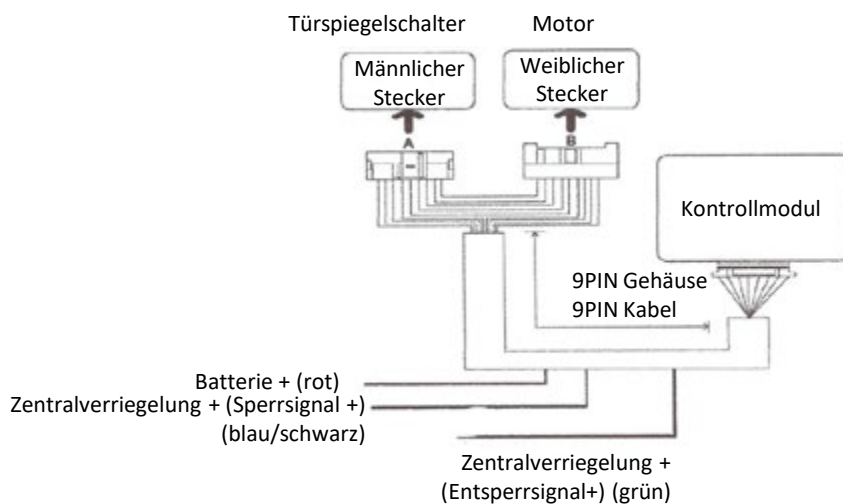 Türspiegelschalter
Motor
Männlicher
Stecker
Weiblicher
Stecker
A
B
Kontrollmodul
9PIN Gehäuse
9PIN Kabel
Batterie + (rot)
Zentralverriegelung + (Sperrsignal +)
(blau/schwarz)
Zentralverriegelung +
(Entsperrsignal+) (grün)